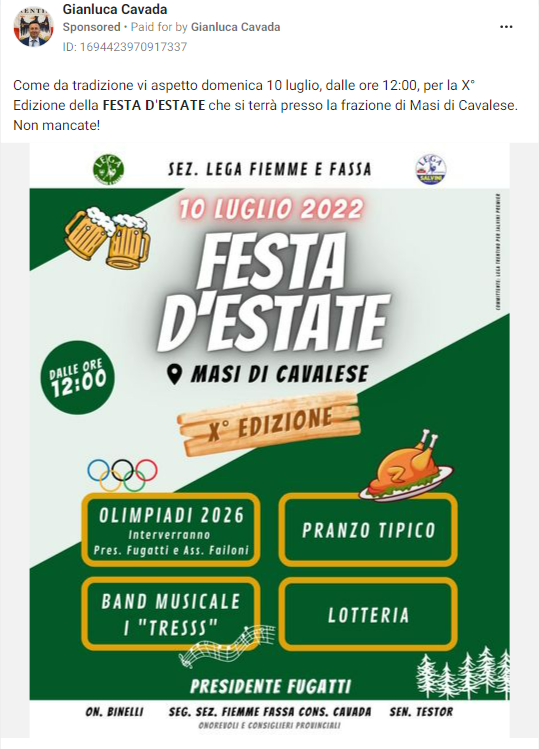 Gianluca Cavada
Sponsored • Paid for by Gianluca Cavada
ID: 1694423970917337
Come da tradizione vi aspetto domenica 10 luglio, dalle ore 12:00, per la X°
Edizione della FESTA D'ESTATE che si terrà presso la frazione di Masi di Cavalese.
Non mancate!
LEGA
SEZ. LEGA FIEMME E FASSA
LEGA
SALVINI
10 LUGLIO 2022
FESTA
D'ESTATE
COMMITTENTE: LEGA TRENTINO PER SALVINI PREMIER
DALLE ORE
12:00
MASI DI CAVALESE
X° EDIZIONE
OLIMPIADI 2026
Interverranno
Pres. Fugatti e Ass. Failoni
PRANZO TIPICO
BAND MUSICALE
I "TRESSS"
LOTTERIA
PRESIDENTE FUGATTI
ON. BINELLI SEG. SEZ. FIEMME FASSA CONS. CAVADA SEN. TESTOR
ONOREVOLI E CONSIGLIERI PROVINCIALI